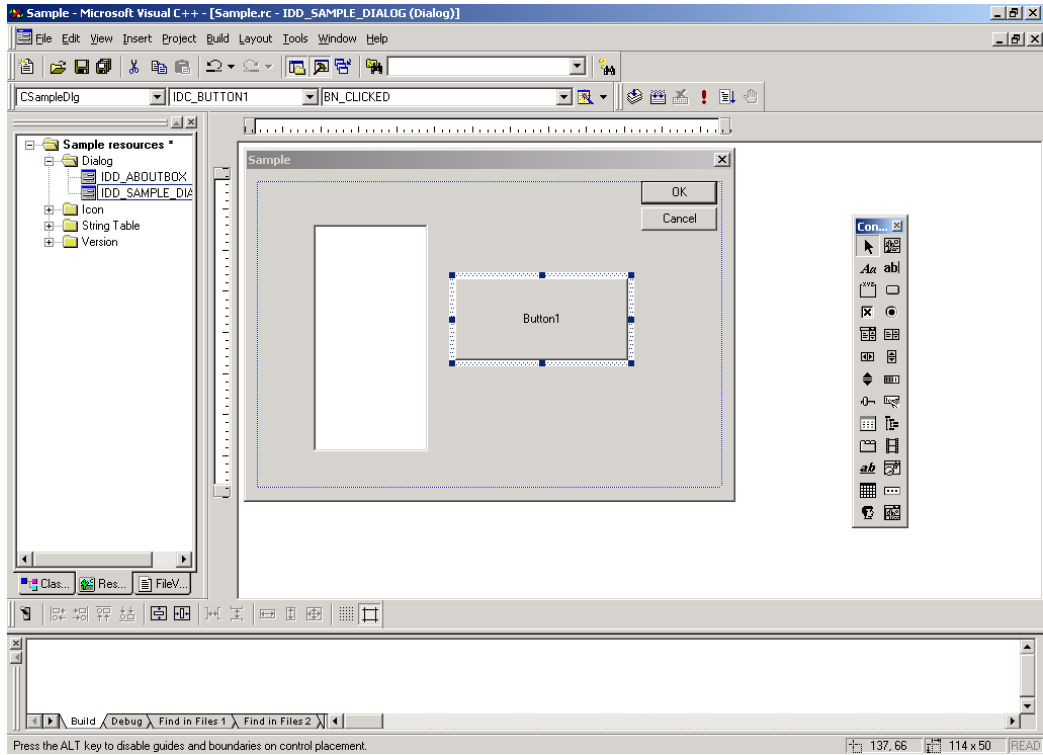 Sample - Microsoft Visual C++ - [Sample.rc - IDD_SAMPLE_DIALOG (Dialog)]
File Edit View Insert Project Build Layout Tools Window Help
CSampleDlg IDC_BUTTON1 BN_CLICKED
Sample resources *
Dialog
IDD_ABOUTBOX
IDD_SAMPLE_DIA
Icon
String Table
Version
Sample
OK
Cancel
Button1
Con...
Aa ab|
xyz
ab
Clas... Res... FileV...
Build Debug Find in Files 1 Find in Files 2
Press the ALT key to disable guides and boundaries on control placement. 137, 66 114 x 50 READ